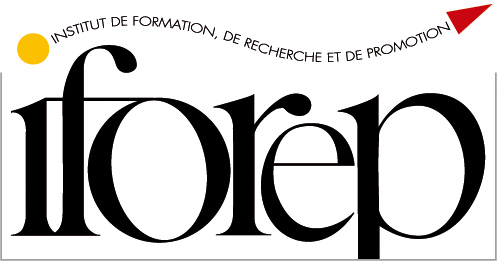 INSTITUT DE FORMATION, DE RECHERCHE ET DE PROMOTION
iforep